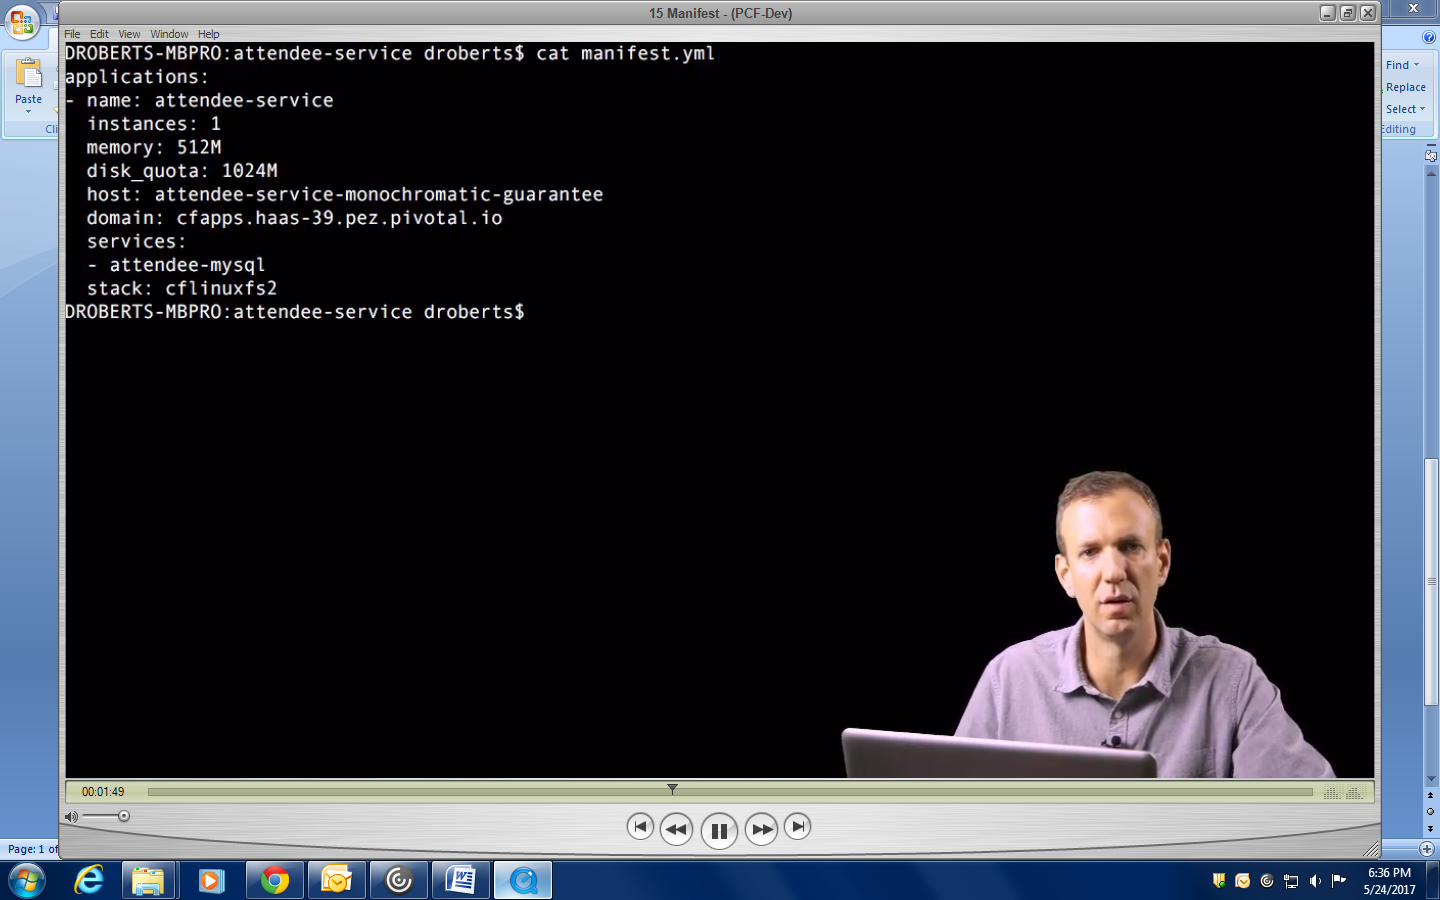 15 Manifest - (PCF-Dev)
File Edit View Window Help
DROBERTS-MBPRO:attendee-service droberts$ cat manifest.yml
applications:
- name: attendee-service
instances: 1
memory: 512M
disk_quota: 1024M
host: attendee-service-monochromatic-guarantee
domain: cfapps.haas-39.pez.pivotal.io
services:
- attendee-mysql
stack: cflinuxfs2
DROBERTS-MBPRO:attendee-service droberts$
Paste
Cli
Find
Replace
Select
Editing
00:01:49
Page: 1 of
6:36 PM
5/24/2017